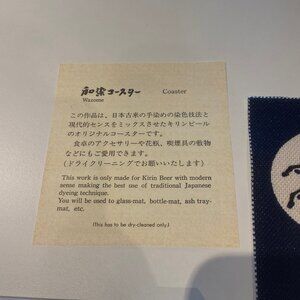 和染コースター Coaster
Wazome
この作品は、日本古来の手染めの染色技法と
現代的センスをミックスさせたキリンビール
のオリジナルコースターです。
食卓のアクセサリーや花瓶、喫煙具の敷物
などにもご愛用できます。
(ドライクリーニングでお願いいたします)
This work is only made for Kirin Beer with modern
sense making the best use of traditional Japanese
dyeing technique.
You will be used to glass-mat, bottle-mat, ash tray-
mat, etc.
(This has to be dry-cleaned only.)